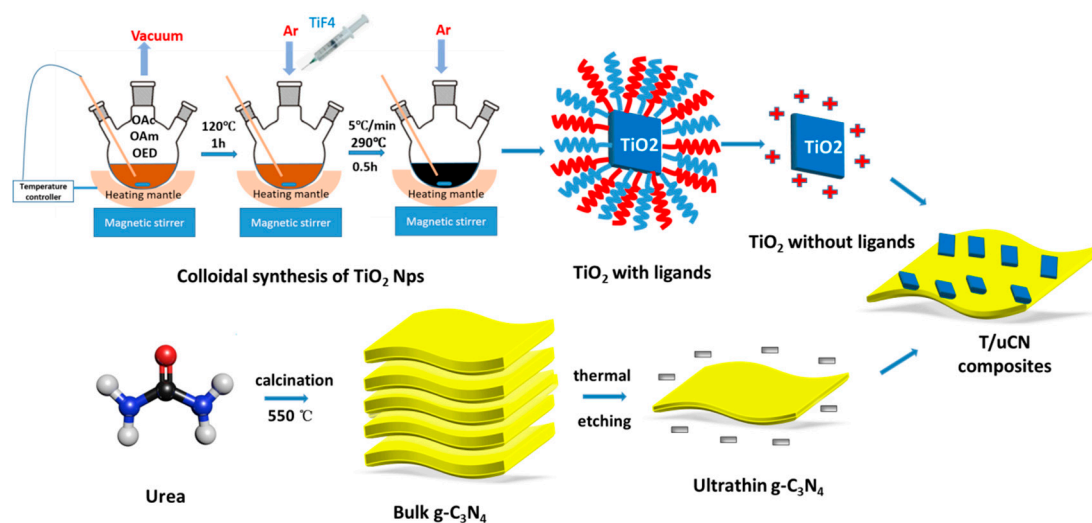 Vacuum
Ar
TiF4
Ar
OAc
OAm
OED
120℃
1h
5℃/min
290℃
0.5h
Temperature
controller
Heating mantle
Heating mantle
Heating mantle
Magnetic stirrer
Magnetic stirrer
Magnetic stirrer
TiO2
TiO2
Colloidal synthesis of TiO₂ Nps
TiO₂ with ligands
TiO₂ without ligands
T/uCN
composites
calcination
550 ℃
thermal
etching
Urea
Bulk g-C₃N₄
Ultrathin g-C₃N₄